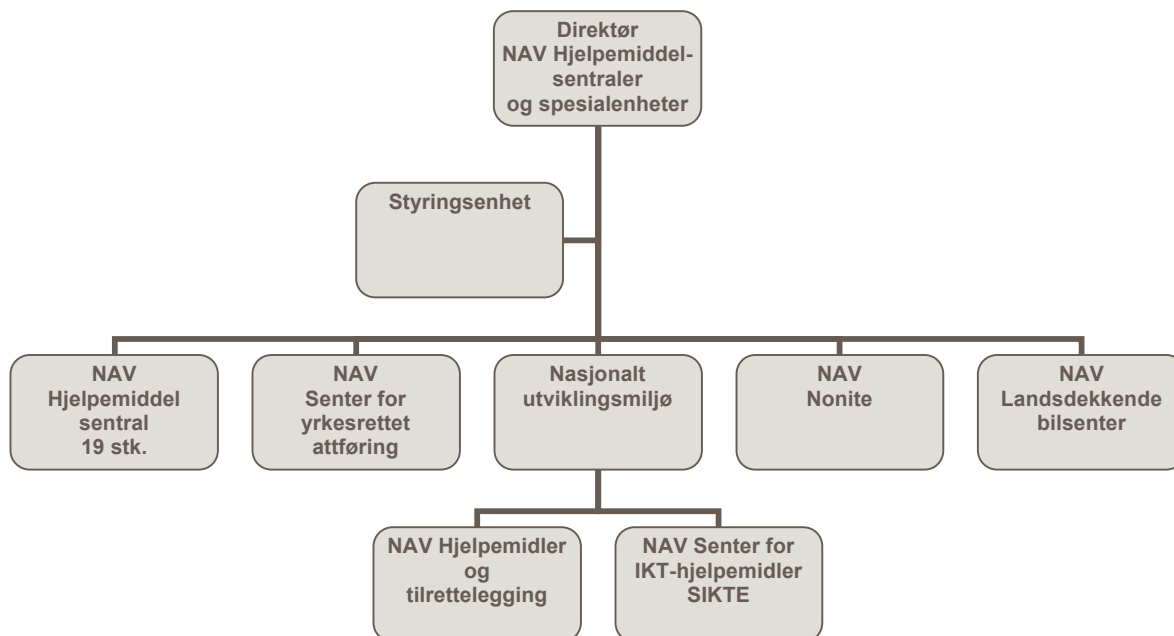 Direktør
NAV Hjelpemiddel-
sentraler
og spesialenheter
Styringsenhet
NAV
Hjelpemiddel
sentral
19 stk.
NAV
Senter for
yrkesrettet
attføring
Nasjonalt
utviklingsmiljø
NAV
Nonite
NAV
Landsdekkende
bilsenter
NAV Hjelpemidler
og
tilrettelegging
NAV Senter for
IKT-hjelpemidler
SIKTE